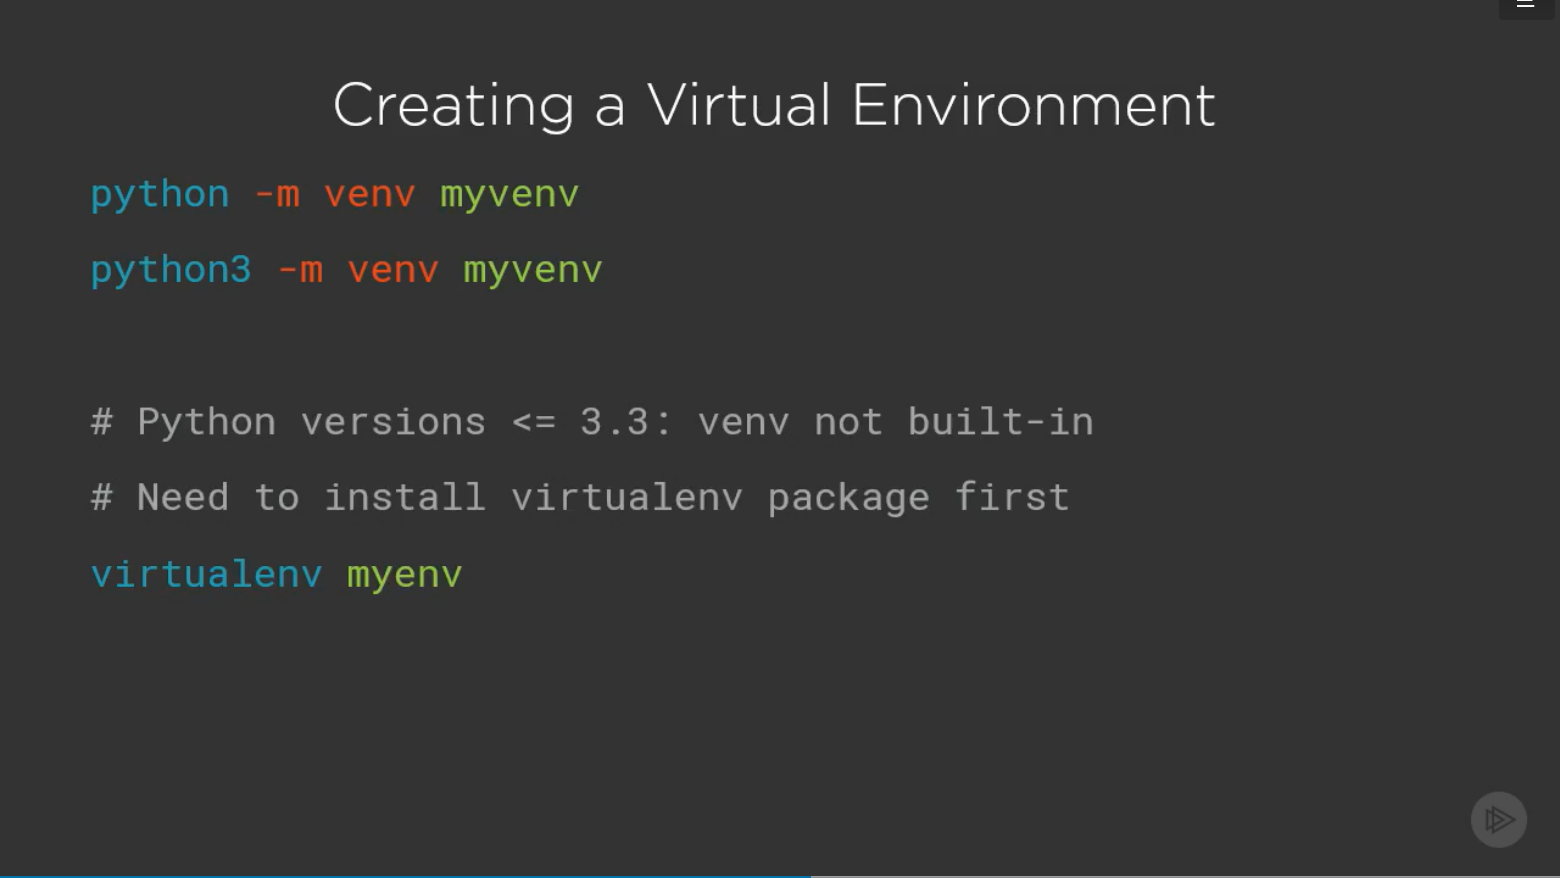 Creating a Virtual Environment
python -m venv myvenv
python3 -m venv myvenv
# Python versions <= 3.3: venv not built-in
# Need to install virtualenv package first
virtualenv myenv